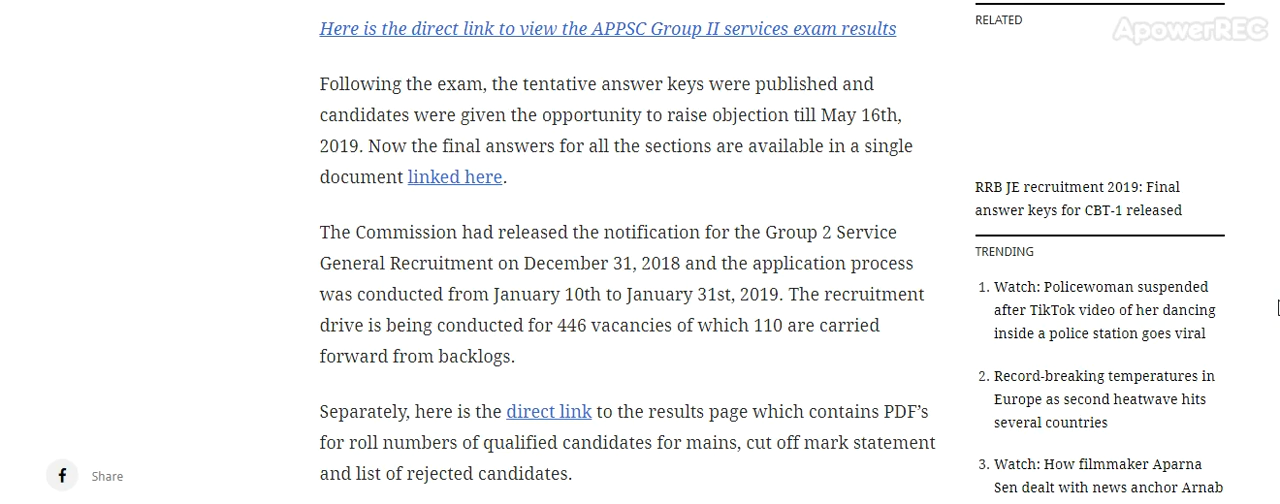 Here is the direct link to view the APPSC Group II services exam results
Following the exam, the tentative answer keys were published and
candidates were given the opportunity to raise objection till May 16th,
2019. Now the final answers for all the sections are available in a single
document linked here.
The Commission had released the notification for the Group 2 Service
General Recruitment on December 31, 2018 and the application process
was conducted from January 10th to January 31st, 2019. The recruitment
drive is being conducted for 446 vacancies of which 110 are carried
forward from backlogs.
Separately, here is the direct link to the results page which contains PDF’s
for roll numbers of qualified candidates for mains, cut off mark statement
and list of rejected candidates.
Share
RELATED
ApowerREC
RRB JE recruitment 2019: Final
answer keys for CBT-1 released
TRENDING
1. Watch: Policewoman suspended
after TikTok video of her dancing
inside a police station goes viral
2. Record-breaking temperatures in
Europe as second heatwave hits
several countries
3. Watch: How filmmaker Aparna
Sen dealt with news anchor Arnab